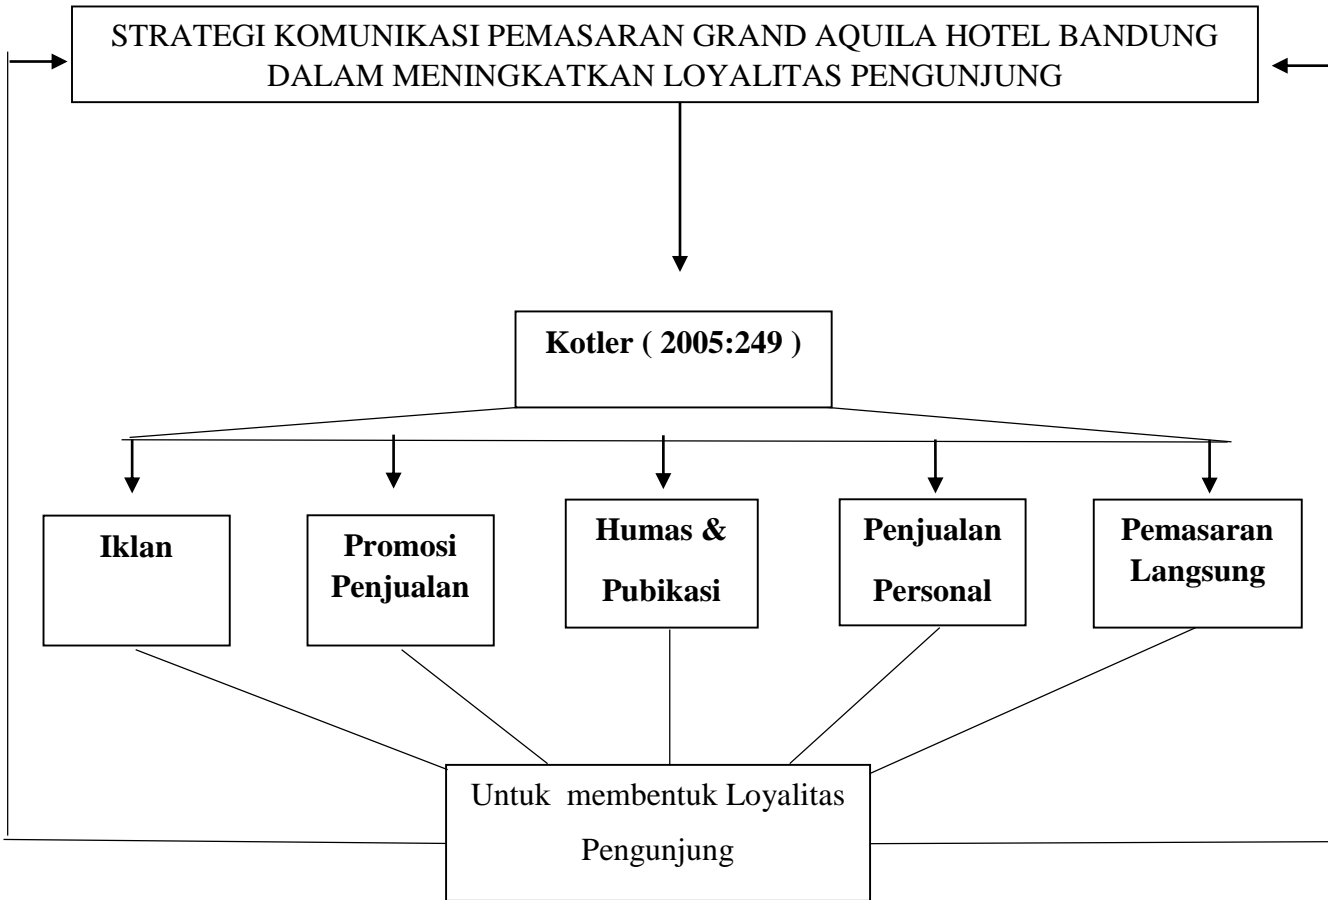 STRATEGI KOMUNIKASI PEMASARAN GRAND AQUILA HOTEL BANDUNG
DALAM MENINGKATKAN LOYALITAS PENGUNJUNG
Kotler ( 2005:249 )
Iklan
Promosi
Penjualan
Humas &
Pubikasi
Penjualan
Personal
Pemasaran
Langsung
Untuk membentuk Loyalitas
Pengunjung